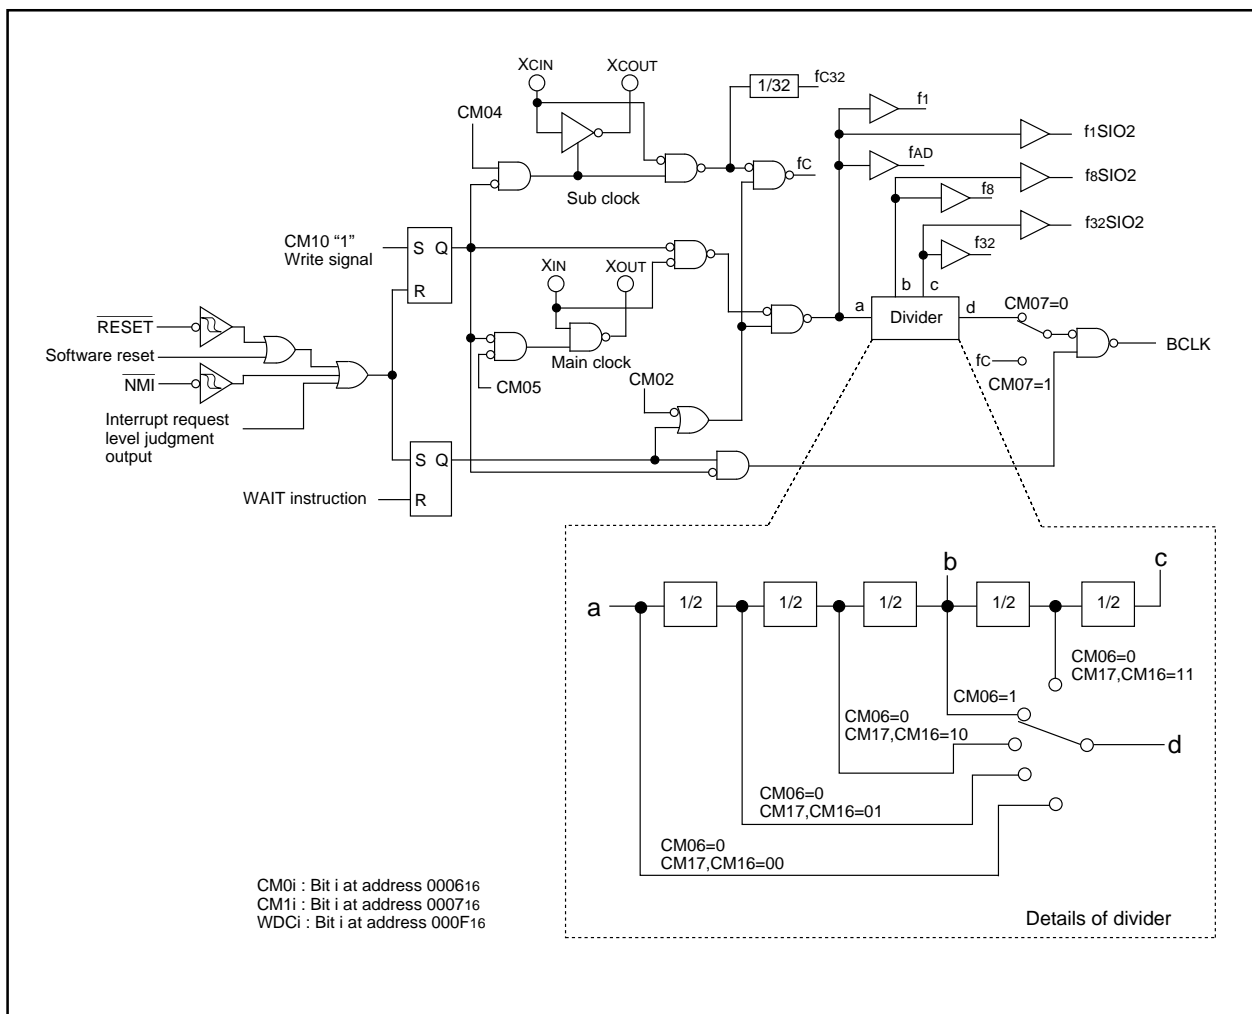 XCIN
XCOUT
1/32
fC32
f1
CM04
f1SIO2
fAD
fC
f8SIO2
f8
Sub clock
f32SIO2
f32
CM10 “1”
Write signal
S Q
R
XIN
XOUT
b
c
a
Divider
d
CM07=0
BCLK
fC
CM07=1
RESET
Software reset
NMI
Main clock
CM05
CM02
Interrupt request
level judgment
output
S Q
R
WAIT instruction
b
c
a
1/2
1/2
1/2
1/2
1/2
CM06=0
CM17,CM16=11
CM06=1
CM06=0
CM17,CM16=10
d
CM06=0
CM17,CM16=01
CM06=0
CM17,CM16=00
CM0i : Bit i at address 000616
CM1i : Bit i at address 000716
WDCi : Bit i at address 000F16
Details of divider